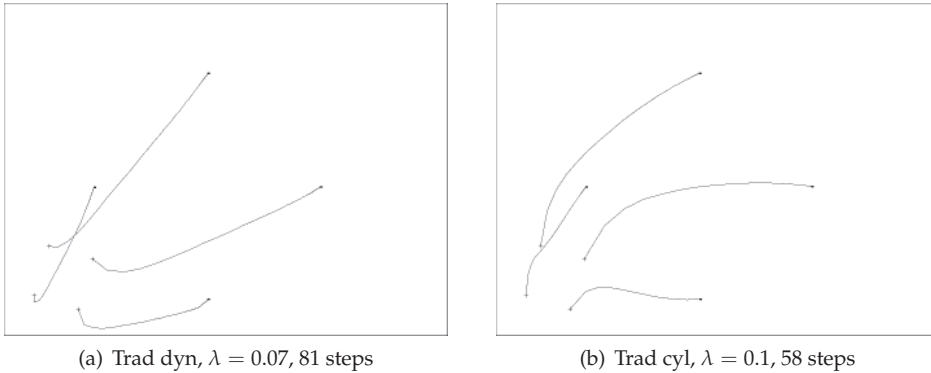 (a) Trad dyn, λ = 0.07, 81 steps
(b) Trad cyl, λ = 0.1, 58 steps